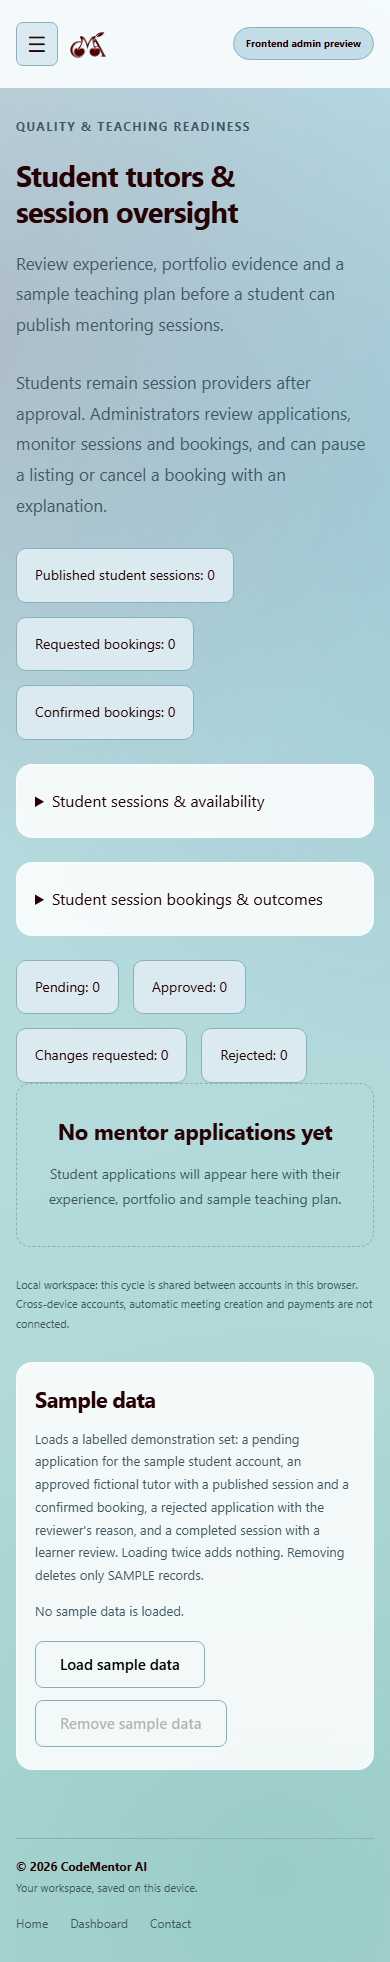 Frontend admin preview
QUALITY & TEACHING READINESS
Student tutors &
session oversight
Review experience, portfolio evidence and a
sample teaching plan before a student can
publish mentoring sessions.
Students remain session providers after
approval. Administrators review applications,
monitor sessions and bookings, and can pause
a listing or cancel a booking with an
explanation.
Published student sessions: 0
Requested bookings: 0
Confirmed bookings: 0
Student sessions & availability
Student session bookings & outcomes
Pending: 0
Approved: 0
Changes requested: 0
Rejected: 0
No mentor applications yet
Student applications will appear here with their
experience, portfolio and sample teaching plan.
Local workspace: this cycle is shared between accounts in this browser.
Cross-device accounts, automatic meeting creation and payments are not
connected.
Sample data
Loads a labelled demonstration set: a pending
application for the sample student account, an
approved fictional tutor with a published session and a
confirmed booking, a rejected application with the
reviewer's reason, and a completed session with a
learner review. Loading twice adds nothing. Removing
deletes only SAMPLE records.
No sample data is loaded.
Load sample data
Remove sample data
© 2026 CodeMentor AI
Your workspace, saved on this device.
Home
Dashboard
Contact